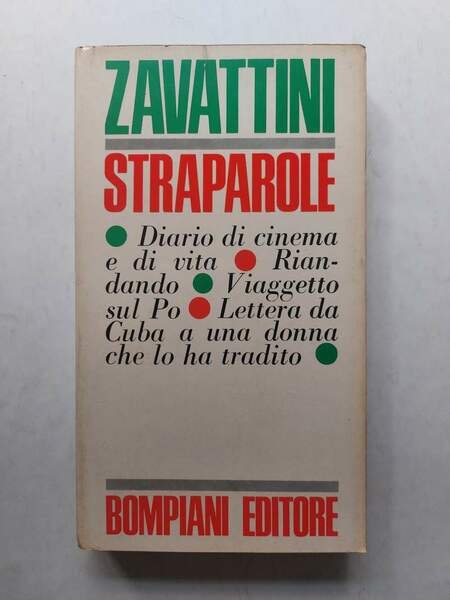 ZAVATTINI
STRAPAROLE
● Diario di cinema
e di vita ● Rian-
dando ● Viaggetto
sul Po ● Lettera da
Cuba a una donna
che lo ha tradito ●
BOMPIANI EDITORE